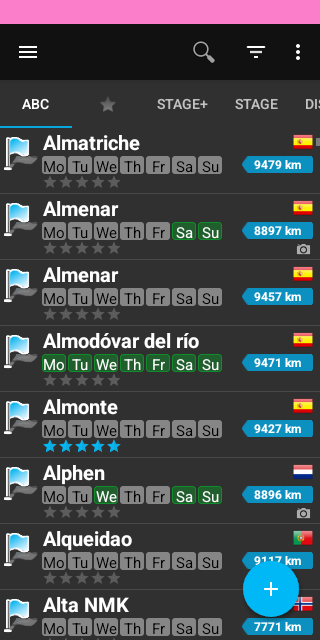 ABC STAGE+ STAGE DIS
Almatriche
Mo Tu We Th Fr Sa Su 9479 km
Almenar
Mo Tu We Th Fr Sa Su 8897 km
Almenar
Mo Tu We Th Fr Sa Su 9457 km
Almodóvar del río
Mo Tu We Th Fr Sa Su 9471 km
Almonte
Mo Tu We Th Fr Sa Su 9427 km
Alphen
Mo Tu We Th Fr Sa Su 8896 km
Alqueidao
Mo Tu We Th Fr Sa Su 9117 km
Alta NMK
Mo Tu We Th Fr Sa Su 7771 km